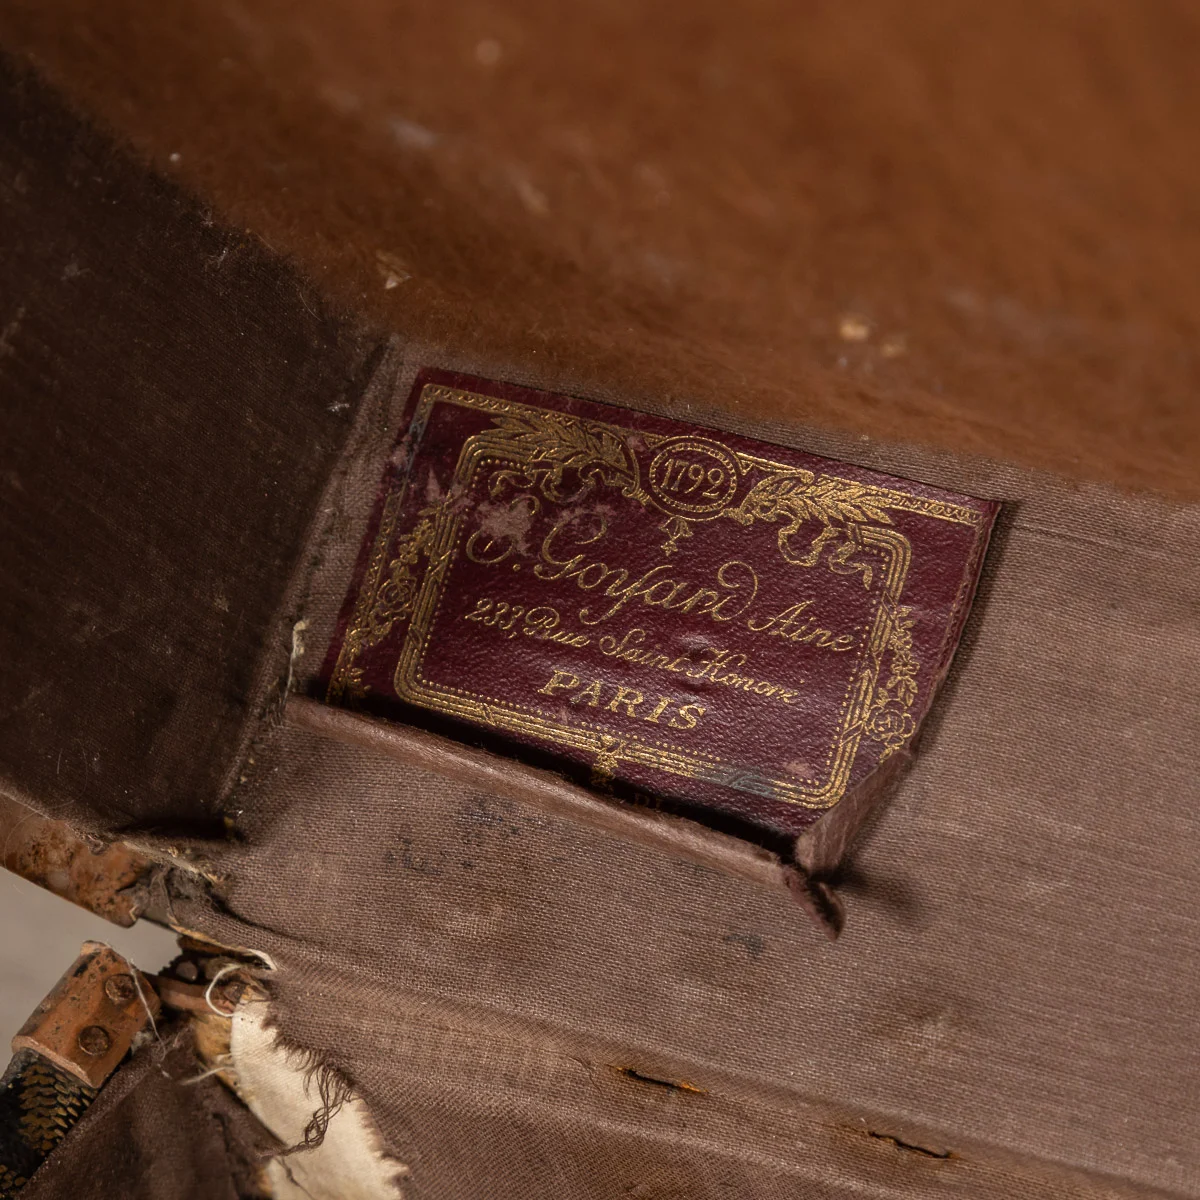 1792
E. Goyard Aîné
233, Rue Saint-Honoré
PARIS